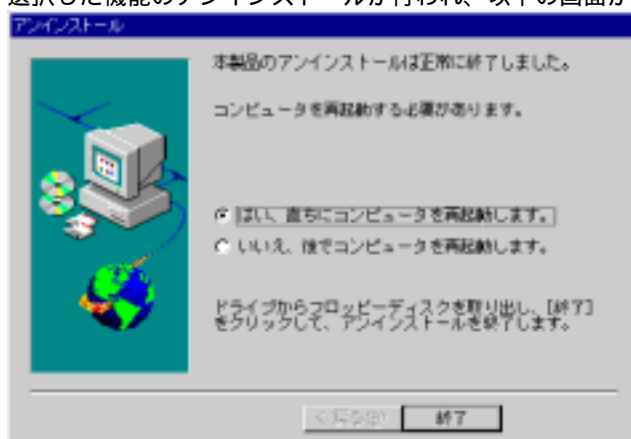 選択した機能のアンインストールが行われ、以下の画面が
アンインストール
本製品のアンインストールは正常に終了しました。
コンピュータを再起動する必要があります。
はい、直ちにコンピュータを再起動します。
いいえ、後でコンピュータを再起動します。
ドライブからフロッピーディスクを取り出し、[終了]
をクリックして、アンインストールを終了します。
< 戻る(B) 終了